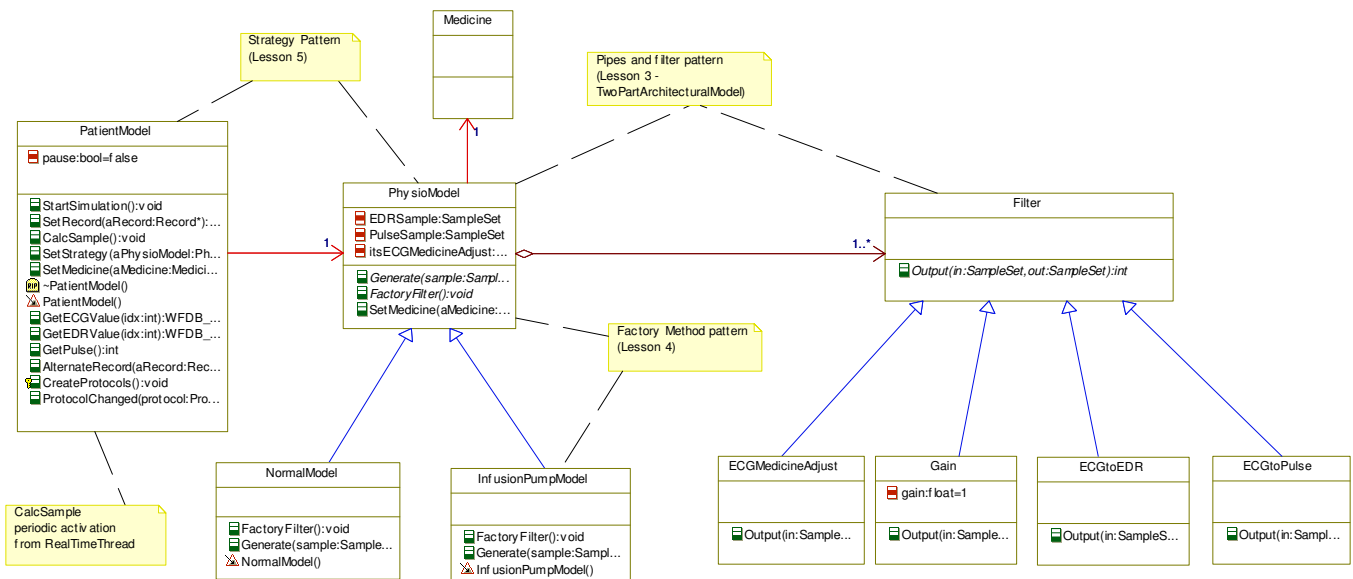 Medicine
Strategy Pattern
(Lesson 5)
Pipes and filter pattern
(Lesson 3 -
TwoPartArchitecturalModel)
PatientModel
pause:bool=false
StartSimulation():void
SetRecord(aRecord:Record*):...
CalcSample():void
SetStrategy(aPhysioModel:Ph...
SetMedicine(aMedicine:Medici...
RIP ~PatientModel()
PatientModel()
GetECGValue(idx:int):WFDB_...
GetEDRValue(idx:int):WFDB_...
GetPulse():int
AlternateRecord(aRecord:Rec...
CreateProtocols():void
ProtocolChanged(protocol:Pro...
1
1
PhysioModel
EDRSample:SampleSet
PulseSample:SampleSet
itsECGMedicineAdjust:...
Generate(sample:Sampl...
FactoryFilter():void
SetMedicine(aMedicine:...
1..*
Filter
Output(in:SampleSet,out:SampleSet):int
Factory Method pattern
(Lesson 4)
CalcSample
periodic activation
from RealTimeThread
NormalModel
FactoryFilter():void
Generate(sample:Sample...
NormalModel()
InfusionPumpModel
FactoryFilter():void
Generate(sample:Sampl...
InfusionPumpModel()
ECGMedicineAdjust
Output(in:Sample...
Gain
gain:float=1
Output(in:Sample...
ECGtoEDR
Output(in:SampleS...
ECGtoPulse
Output(in:Sampl...